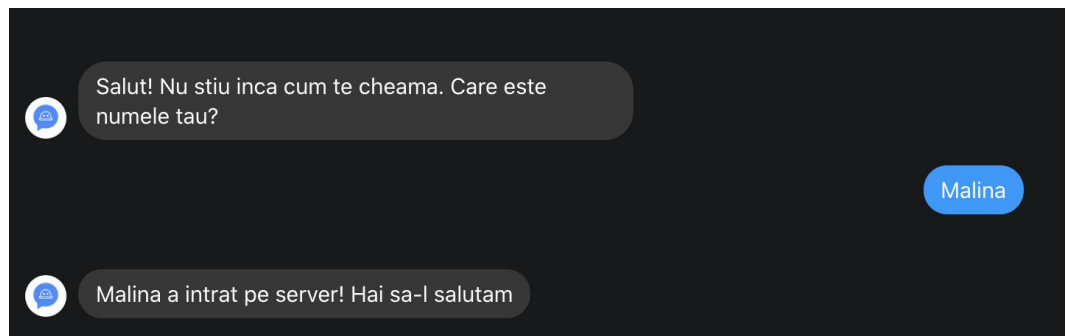 Salut! Nu stiu inca cum te cheama. Care este
numele tau?
Malina
Malina a intrat pe server! Hai sa-l salutam